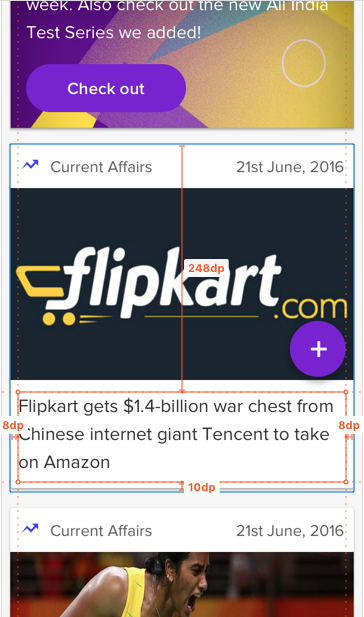 week. Also check out the new All India
Test Series we added!
Check out
Current Affairs
21st June, 2016
248dp
flipkart.com
+
Flipkart gets $1.4-billion war chest from
8dp
8dp
Chinese internet giant Tencent to take
on Amazon
10dp
Current Affairs
21st June, 2016